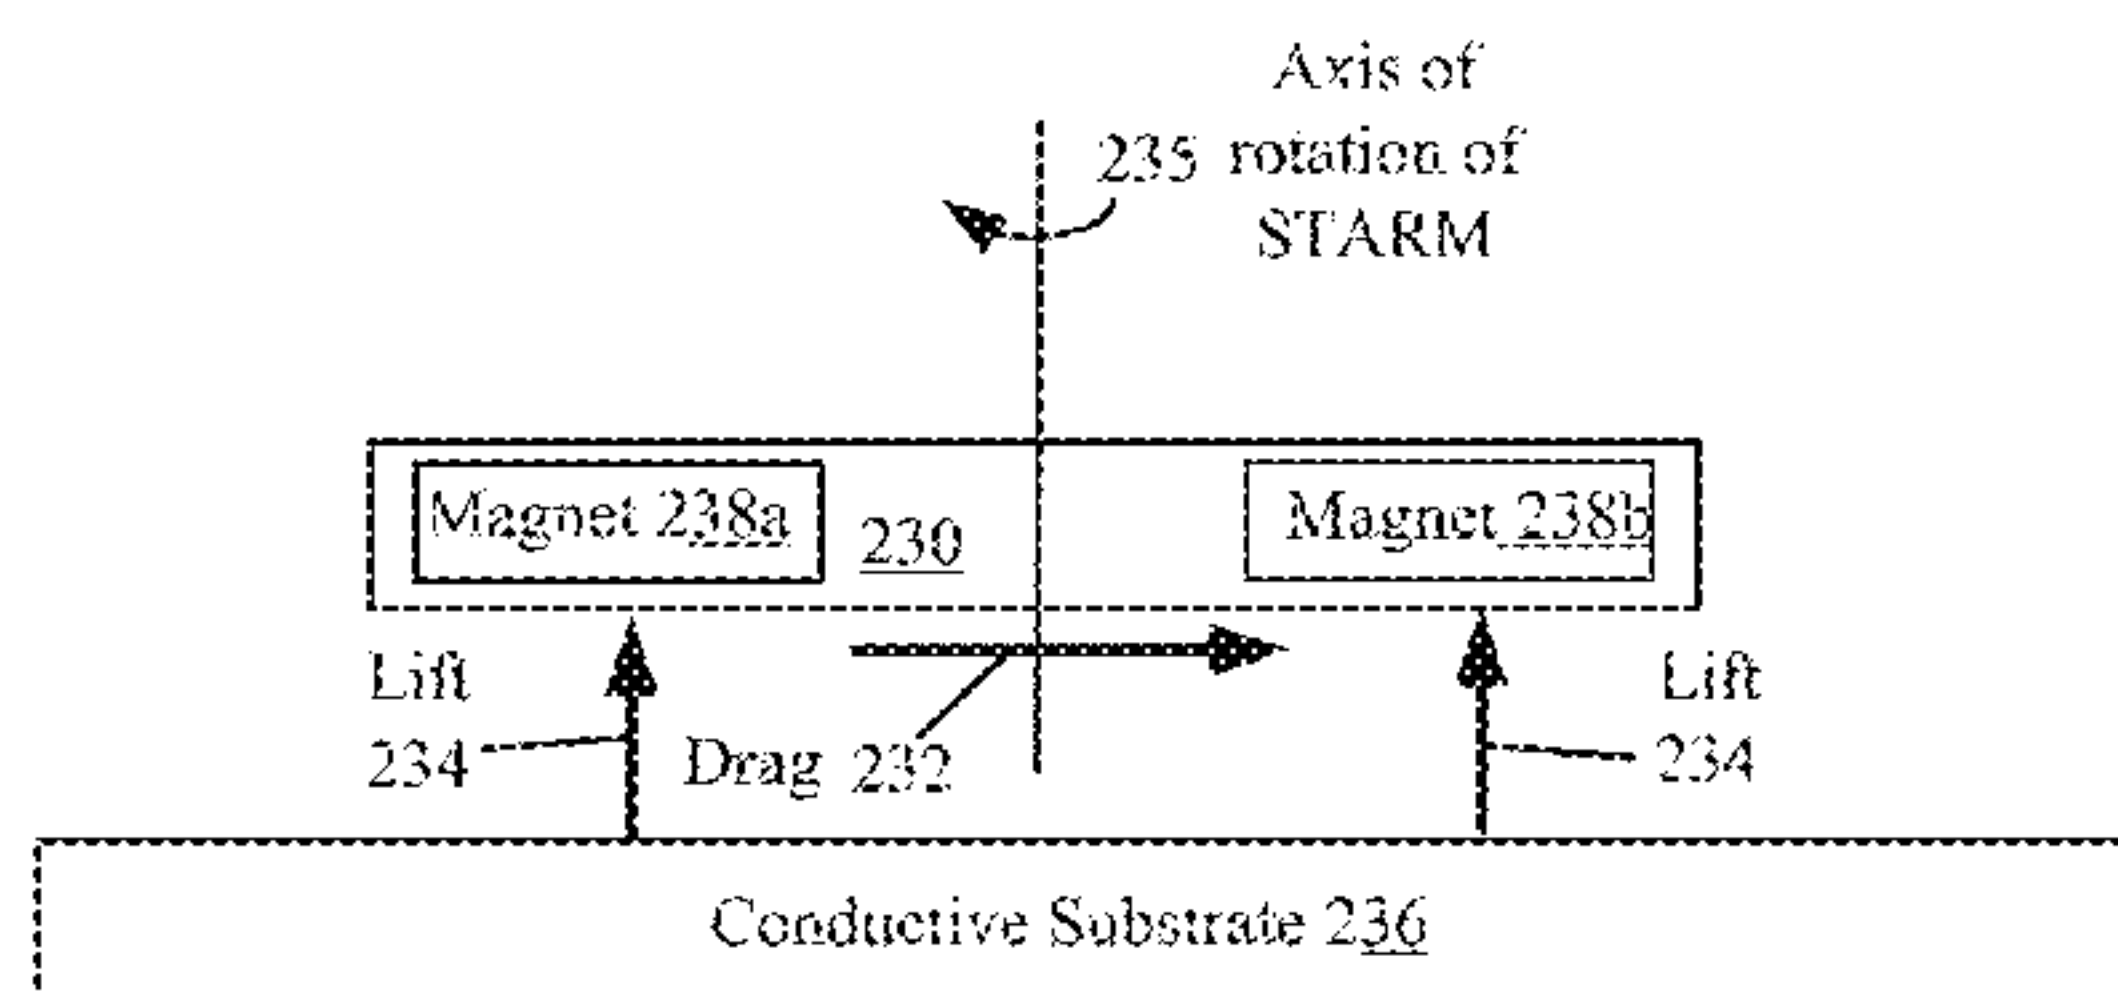 Axis of
235 rotation of
STARM
Magnet 238a
230
Magnet 238b
Lift
234
Drag 232
Lift
234
Conductive Substrate 236